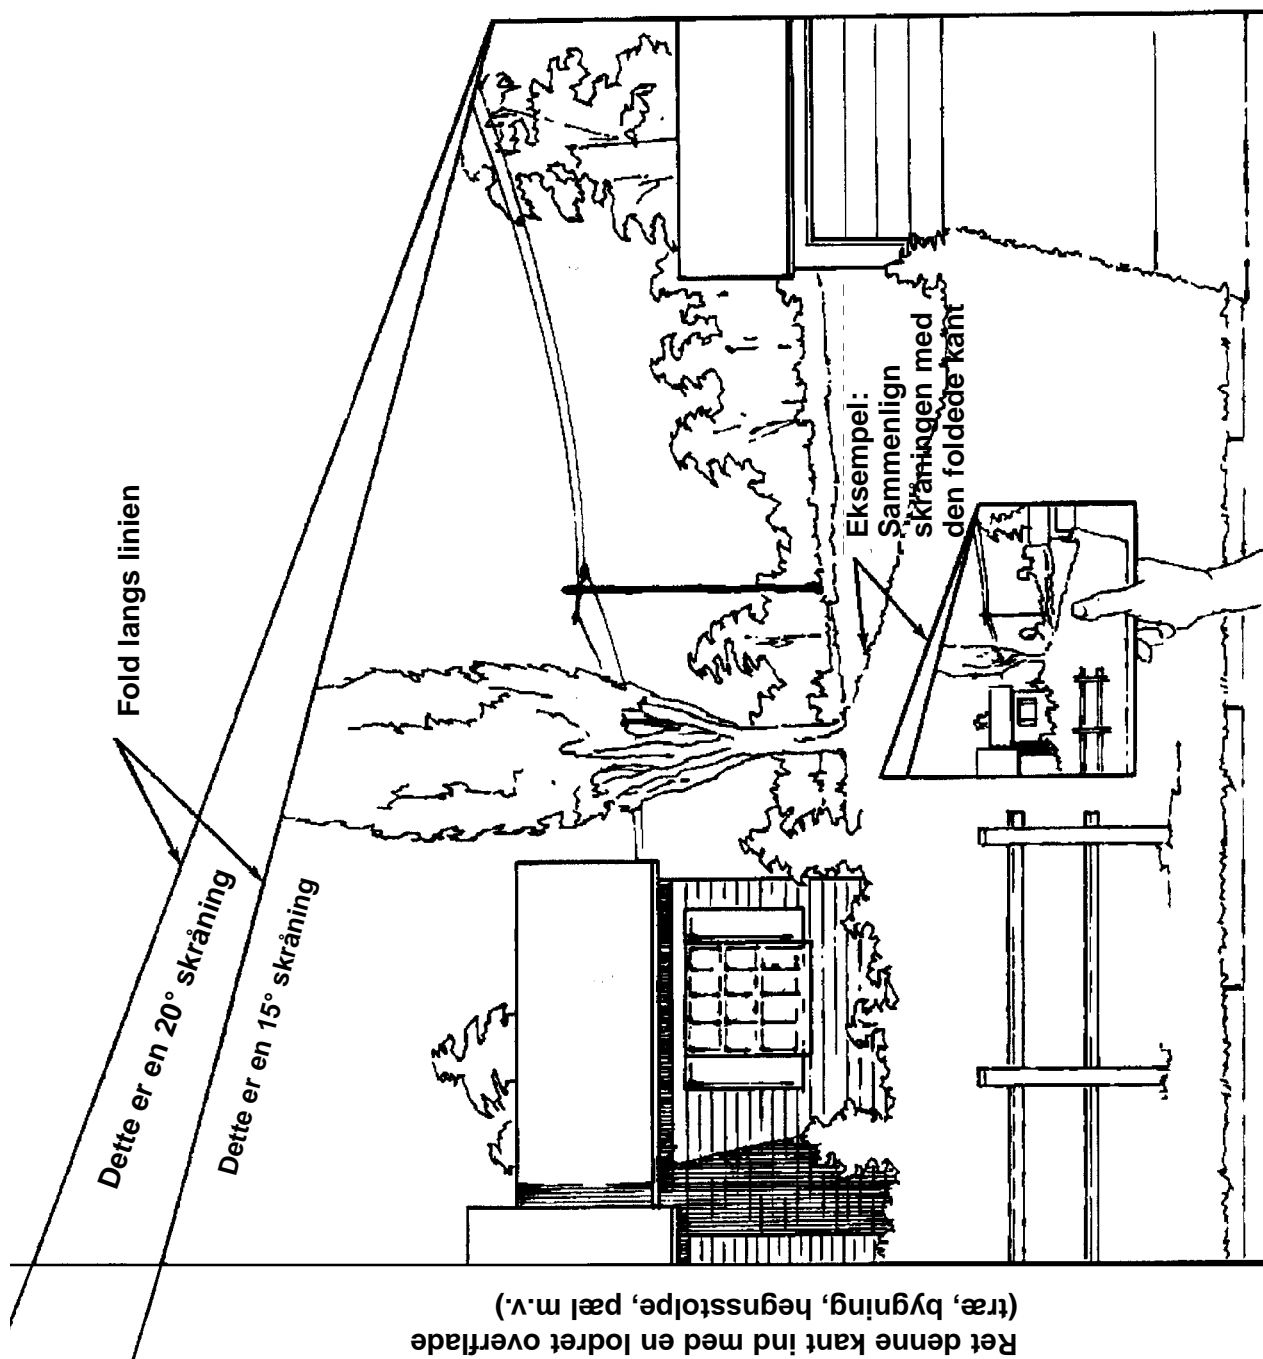 Fold langs linien
Dette er en 20° skråning
Dette er en 15° skråning
Eksempel:
Sammenlign
skråningen med
den foldede kant
Ret denne kant ind med en lodret overflade
(træ, bygning, hegnsstolpe, pæl m.v.)